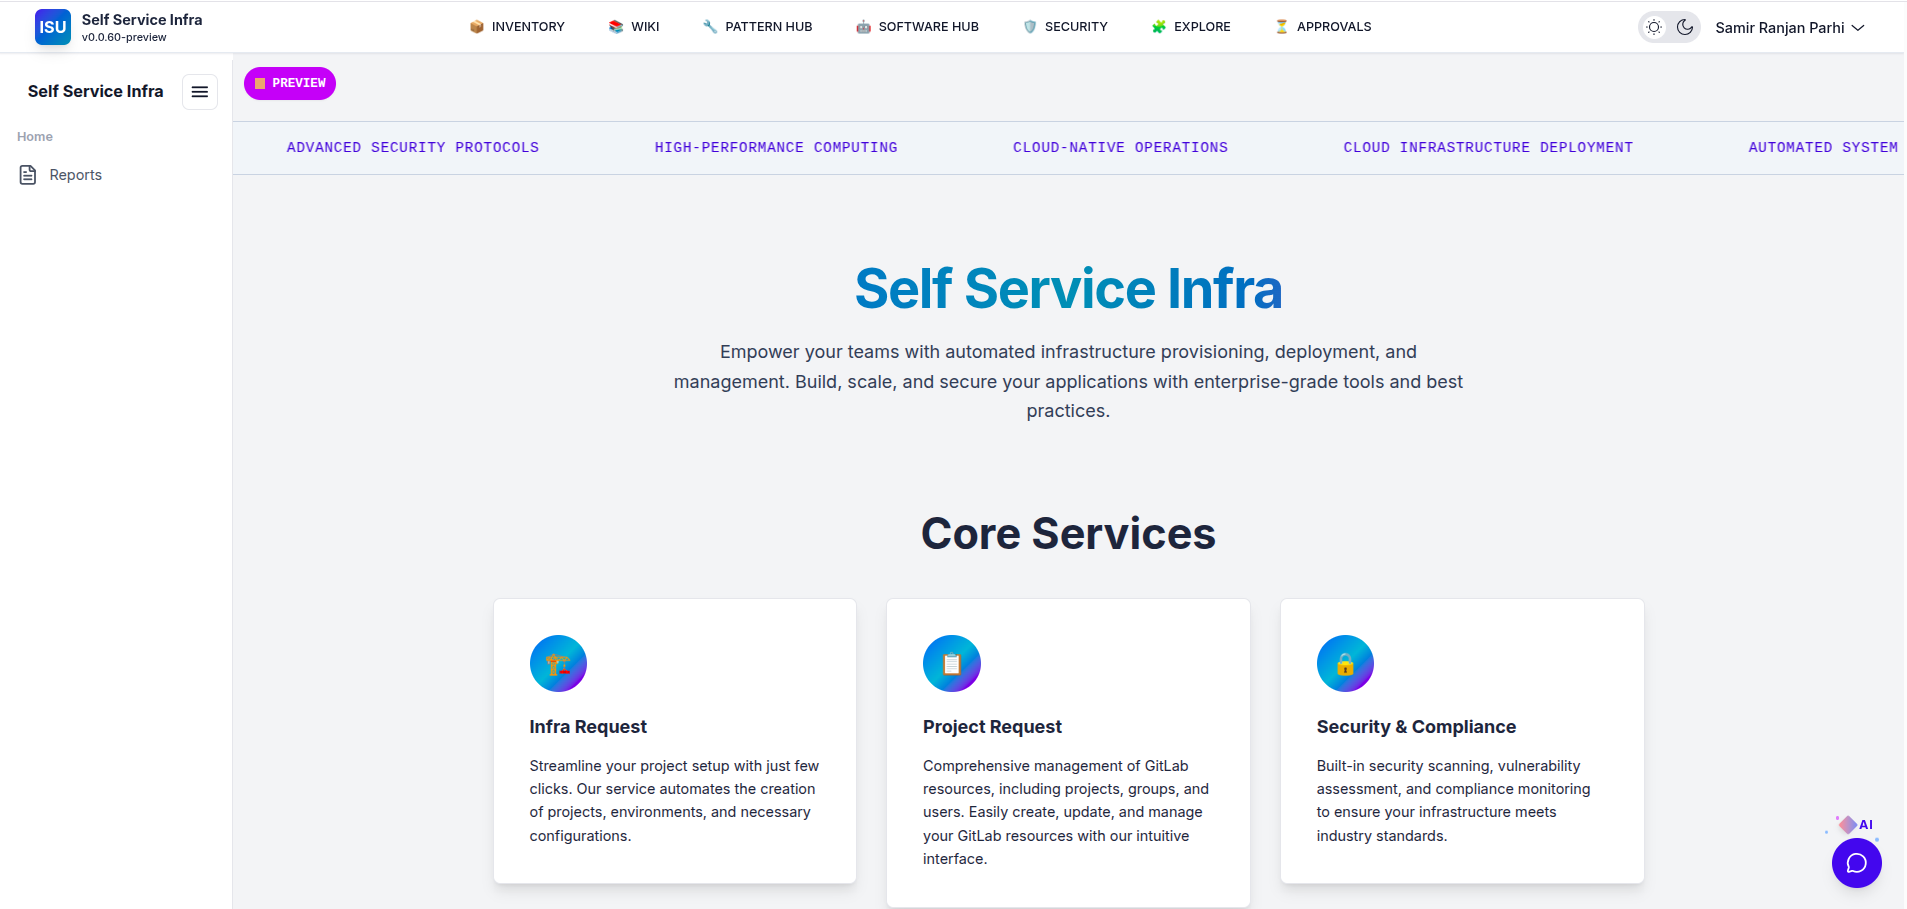 ISU
Self Service Infra
v0.0.60-preview
INVENTORY
WIKI
PATTERN HUB
SOFTWARE HUB
SECURITY
EXPLORE
APPROVALS
Samir Ranjan Parhi
Self Service Infra
Home
Reports
PREVIEW
ADVANCED SECURITY PROTOCOLS
HIGH-PERFORMANCE COMPUTING
CLOUD-NATIVE OPERATIONS
CLOUD INFRASTRUCTURE DEPLOYMENT
AUTOMATED SYSTEM
Self Service Infra
Empower your teams with automated infrastructure provisioning, deployment, and
management. Build, scale, and secure your applications with enterprise-grade tools and best
practices.
Core Services
Infra Request
Streamline your project setup with just few
clicks. Our service automates the creation
of projects, environments, and necessary
configurations.
Project Request
Comprehensive management of GitLab
resources, including projects, groups, and
users. Easily create, update, and manage
your GitLab resources with our intuitive
interface.
Security & Compliance
Built-in security scanning, vulnerability
assessment, and compliance monitoring
to ensure your infrastructure meets
industry standards.
AI